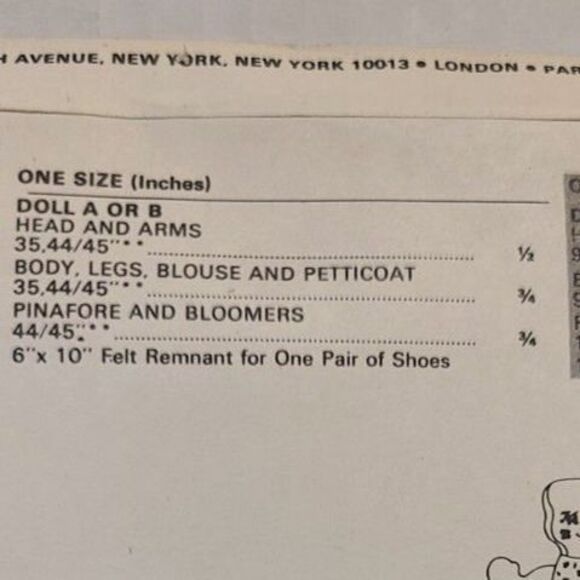 AVENUE, NEW YORK, NEW YORK 10013 • LONDON •
ONE SIZE (Inches)
DOLL A OR B
HEAD AND ARMS
35,44/45"** ½
BODY, LEGS, BLOUSE AND PETTICOAT
35,44/45"** ¾
PINAFORE AND BLOOMERS
44/45"** ¾
6"x 10" Felt Remnant for One Pair of Shoes